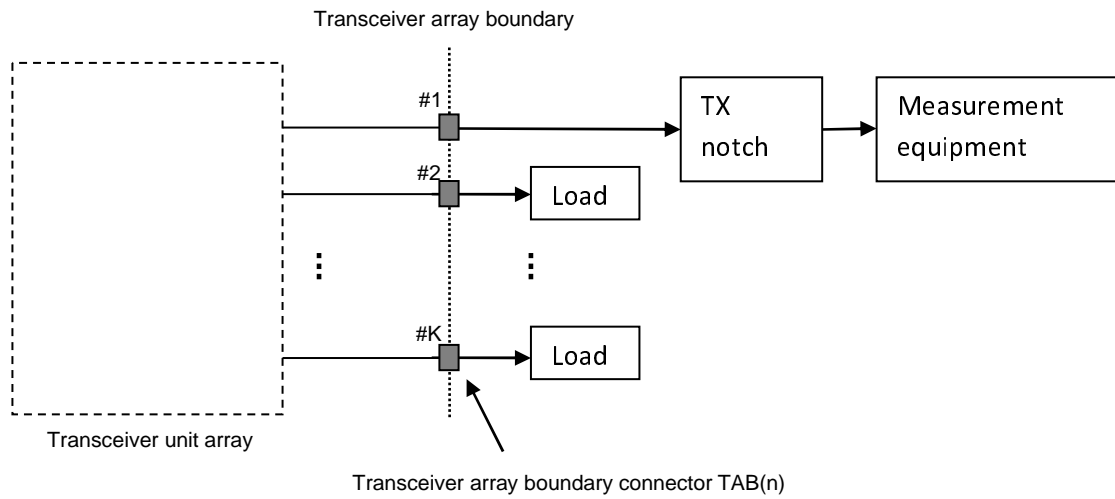 Transceiver array boundary
#1
TX
notch
Measurement
equipment
#2
Load
#K
Load
Transceiver unit array
Transceiver array boundary connector TAB(n)